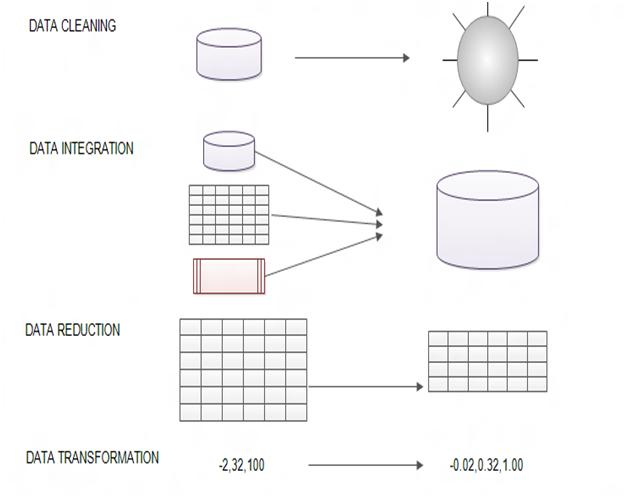 DATA CLEANING
DATA INTEGRATION
DATA REDUCTION
DATA TRANSFORMATION
-2,32,100
-0.02,0.32,1.00